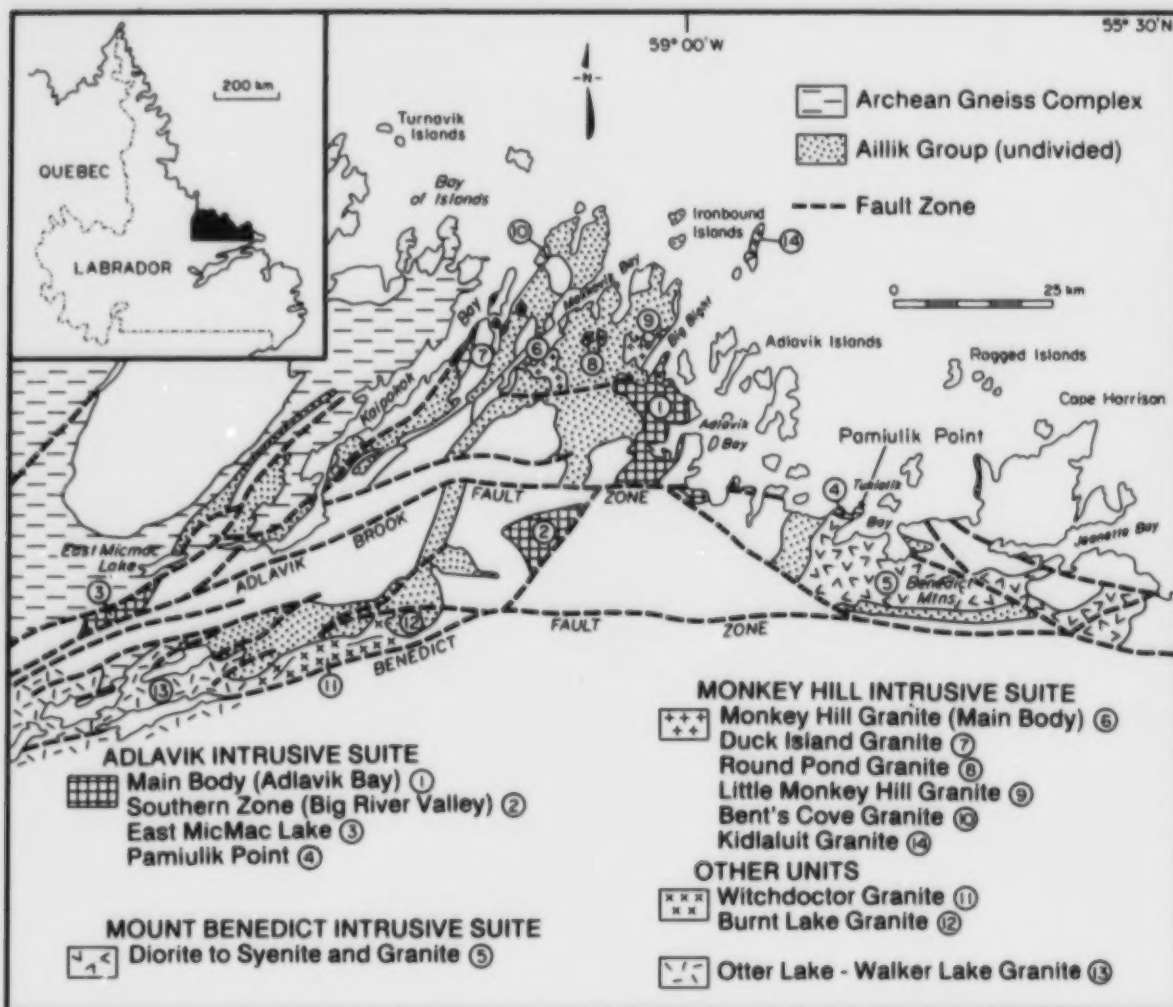 55° 30'N
59° 00'W
-N-
200 km
QUEBEC
LABRADOR
Turnavik
Islands
Bay
of Islands
Archean Gneiss Complex
Aillik Group (undivided)
Fault Zone
Ironbound
Islands
14
10
0 25 km
Makkovik Bay
Big Bight
Bay
Kaipokok
7
6
9
8
1
Adlavik Islands
Ragged Islands
Cape Harrison
Adlavik
Bay
Pamiulik Point
4
Bay
Jeanette Bay
FAULT ZONE
ADLAVIK BROOK
2
East Micmac
Lake
3
5
Benedict
Mtns
12
FAULT ZONE
BENEDICT
13
11
ADLAVIK INTRUSIVE SUITE
Main Body (Adlavik Bay) 1
Southern Zone (Big River Valley) 2
East MicMac Lake 3
Pamiulik Point 4
MOUNT BENEDICT INTRUSIVE SUITE
Diorite to Syenite and Granite 5
MONKEY HILL INTRUSIVE SUITE
Monkey Hill Granite (Main Body) 6
Duck Island Granite 7
Round Pond Granite 8
Little Monkey Hill Granite 9
Bent's Cove Granite 10
Kidlaluit Granite 14
OTHER UNITS
Witchdoctor Granite 11
Burnt Lake Granite 12
Otter Lake - Walker Lake Granite 13